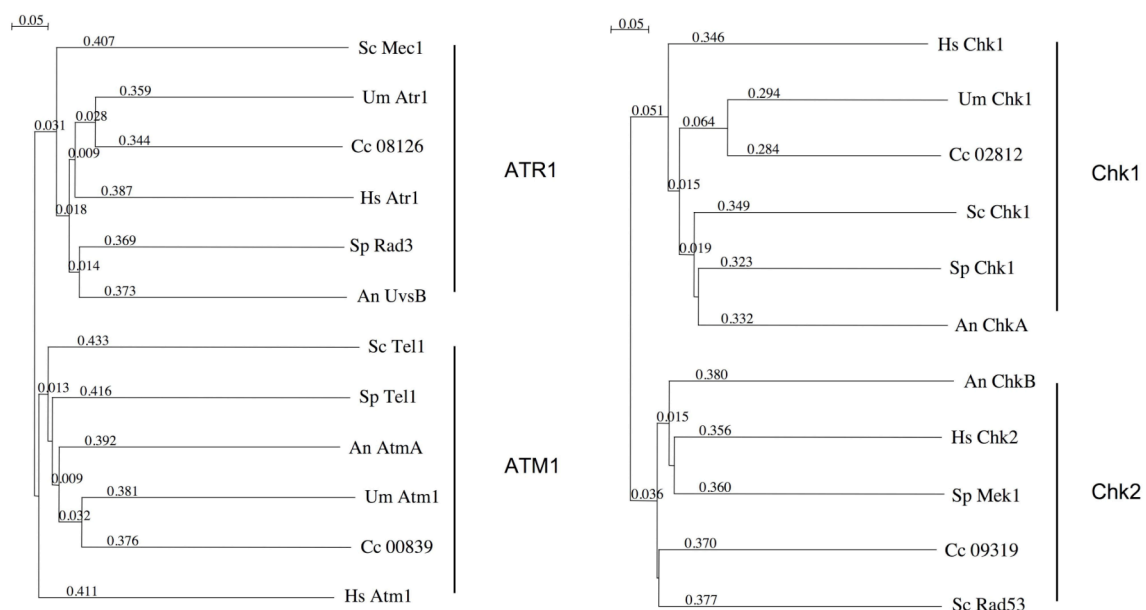 0.05
0.407
Sc Mec1
0.359
Um Atr1
0.028
0.031
0.344
Cc 08126
0.009
0.387
Hs Atr1
0.018
0.369
Sp Rad3
0.014
0.373
An UvsB
ATR1
0.433
Sc Tel1
0.013
0.416
Sp Tel1
0.392
An AtmA
0.009
0.381
Um Atm1
0.032
0.376
Cc 00839
0.411
Hs Atm1
ATM1
0.05
0.346
Hs Chk1
0.294
Um Chk1
0.051
0.064
0.284
Cc 02812
0.015
0.349
Sc Chk1
0.019
0.323
Sp Chk1
0.332
An ChkA
Chk1
0.380
An ChkB
0.015
0.356
Hs Chk2
0.036
0.360
Sp Mek1
0.370
Cc 09319
0.377
Sc Rad53
Chk2